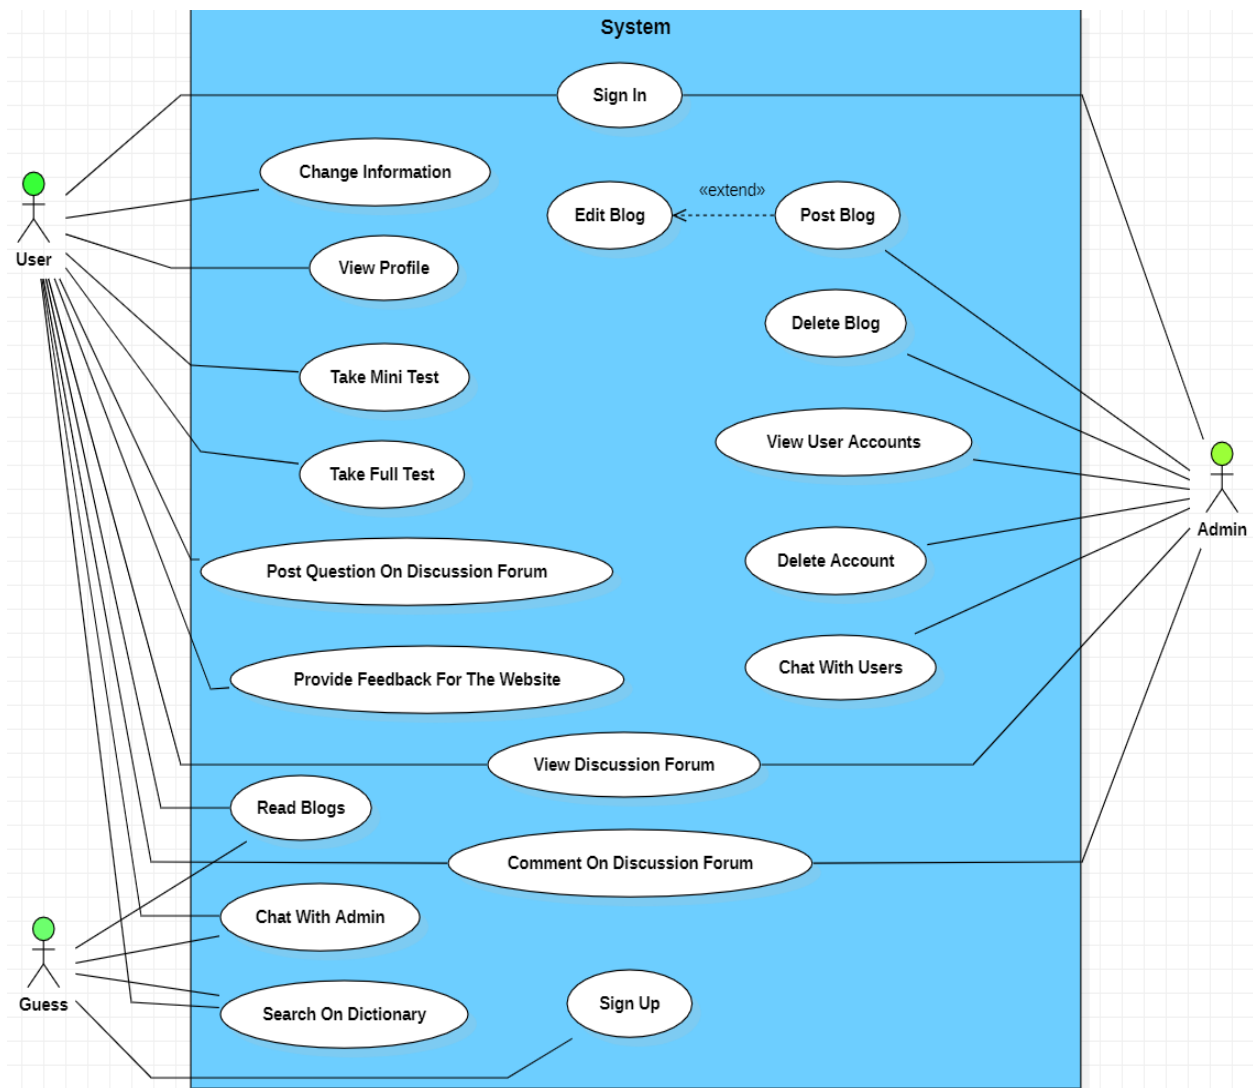 System
Sign In
Change Information
«extend»
Edit Blog
Post Blog
User
View Profile
Delete Blog
Take Mini Test
View User Accounts
Take Full Test
Admin
Post Question On Discussion Forum
Delete Account
Provide Feedback For The Website
Chat With Users
View Discussion Forum
Read Blogs
Comment On Discussion Forum
Chat With Admin
Guess
Search On Dictionary
Sign Up